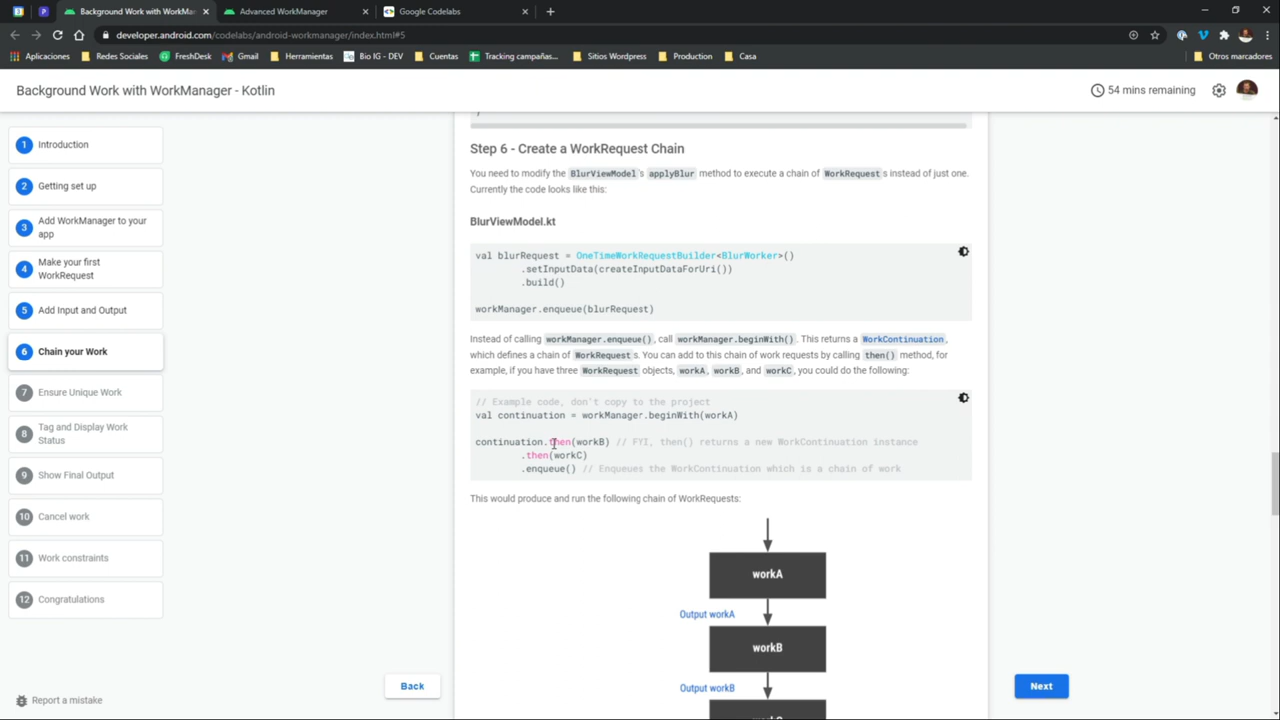 Background Work with WorkMan
Advanced WorkManager
Google Codelabs
developer.android.com/codelabs/android-workmanager/index.html#5
Aplicaciones
Redes Sociales
FreshDesk
Gmail
Herramientas
Bio IG - DEV
Cuentas
Tracking campañas...
Sitios Wordpress
Production
Casa
Otros marcadores
Background Work with WorkManager - Kotlin
54 mins remaining
1 Introduction
2 Getting set up
3 Add WorkManager to your
app
4 Make your first
WorkRequest
5 Add Input and Output
6 Chain your Work
7 Ensure Unique Work
8 Tag and Display Work
Status
9 Show Final Output
10 Cancel work
11 Work constraints
12 Congratulations
Report a mistake
Step 6 - Create a WorkRequest Chain
You need to modify the BlurViewModel's applyBlur method to execute a chain of WorkRequests instead of just one.
Currently the code looks like this:
BlurViewModel.kt
val blurRequest = OneTimeWorkRequestBuilder<BlurWorker>()
.setInputData(createInputDataForUri())
.build()
workManager.enqueue(blurRequest)
Instead of calling workManager.enqueue(), call workManager.beginWith(). This returns a WorkContinuation,
which defines a chain of WorkRequests. You can add to this chain of work requests by calling then() method, for
example, if you have three WorkRequest objects, workA, workB, and workC, you could do the following:
// Example code, don't copy to the project
val continuation = workManager.beginWith(workA)
continuation.then(workB) // FYI, then() returns a new WorkContinuation instance
.then(workC)
.enqueue() // Enqueues the WorkContinuation which is a chain of work
This would produce and run the following chain of WorkRequests:
workA
Output workA
workB
Output workB
Back
Next